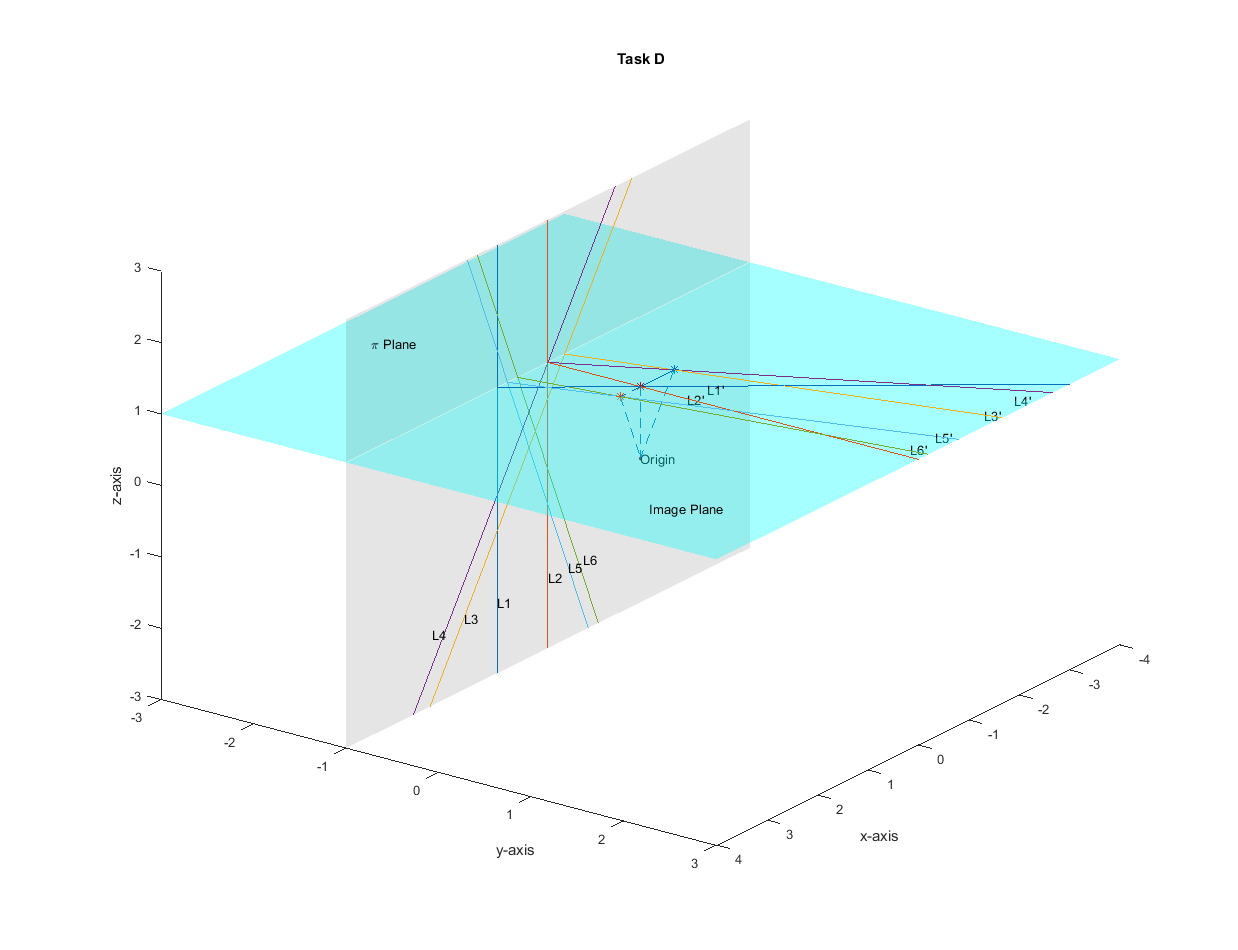 Task D
3
2
1
0
-1
-2
-3
z-axis
π Plane
L1'
L2'
L4'
L3'
L5'
L6'
Origin
Image Plane
L6
L5
L2
L1
L3
L4
-3
-2
-1
0
1
2
3
y-axis
4
3
2
1
0
-1
-2
-3
-4
x-axis